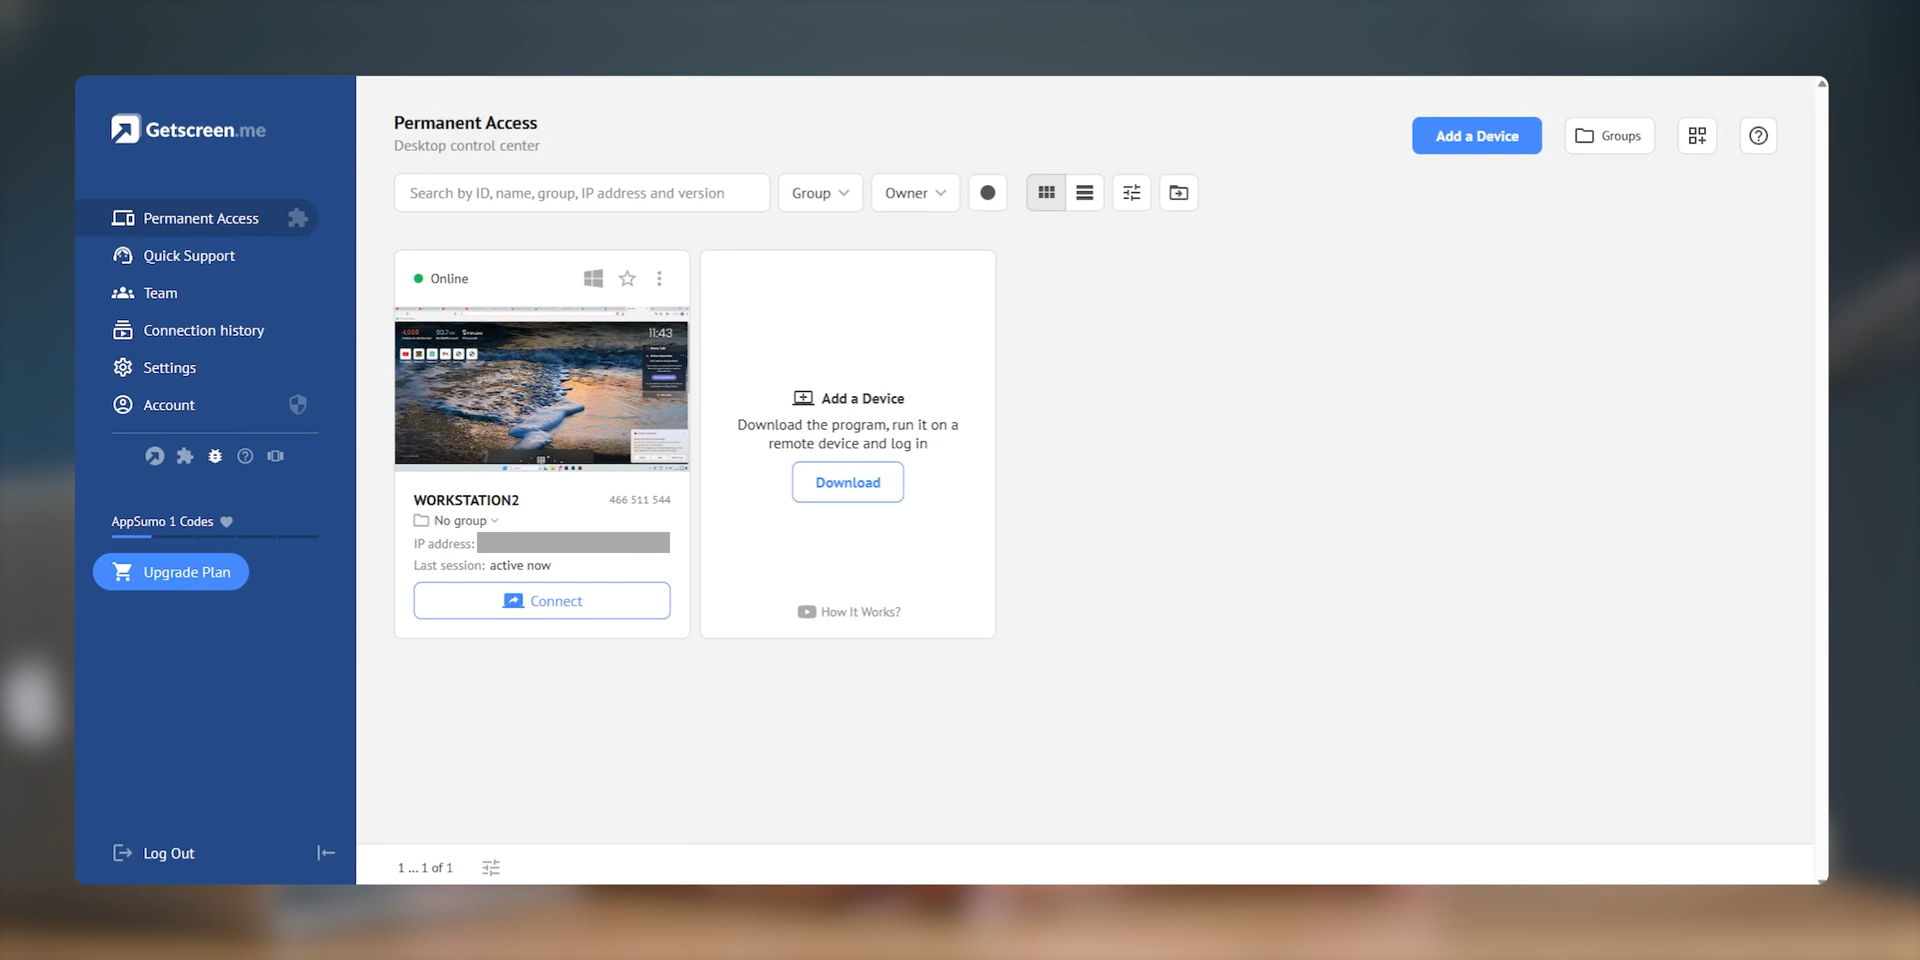 Getscreen.me
Permanent Access
Quick Support
Team
Connection history
Settings
Account
AppSumo 1 Codes
Upgrade Plan
Log Out
Permanent Access
Desktop control center
Add a Device
Groups
Search by ID, name, group, IP address and version
Group
Owner
Online
11:43
WORKSTATION2
466 511 544
No group
IP address:
Last session: active now
Connect
Add a Device
Download the program, run it on a
remote device and log in
Download
How It Works?
1 ... 1 of 1